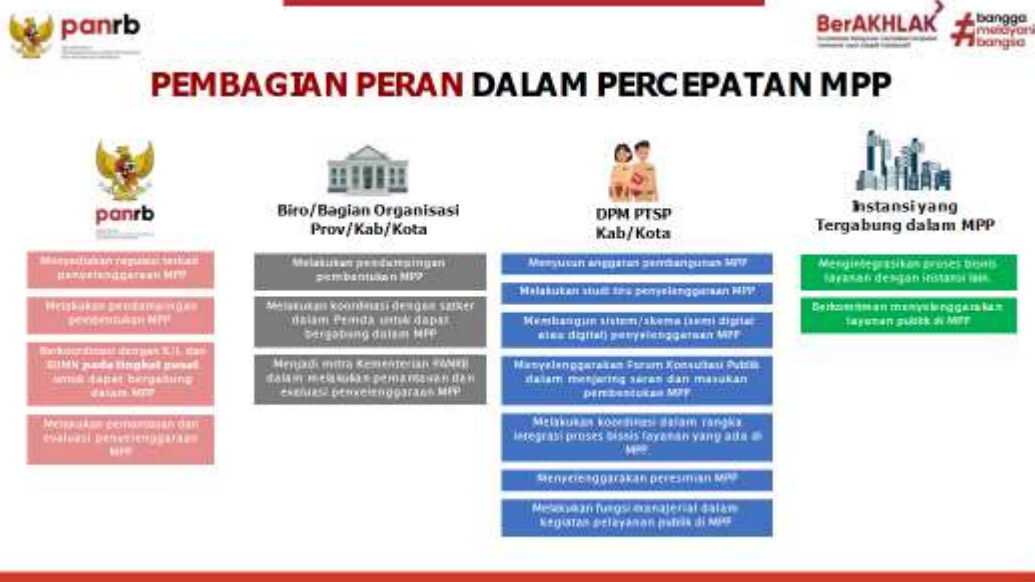 panrb
BerAKHLAK
# bangga
melayani
bangsa
PEMBAGIAN PERAN DALAM PERCEPATAN MPP
panrb
Menyediakan regulasi terkait
penyelenggaraan MPP
Melakukan pendampingan
pembentukan MPP
Berkoordinasi dengan K/L dan
BUMN pada tingkat pusat
untuk dapat bergabung
dalam MPP
Melakukan pemantauan dan
evaluasi penyelenggaraan
MPP
Biro/Bagian Organisasi
Prov/Kab/Kota
Melakukan pendampingan
pembentukan MPP
Melakukan koordinasi dengan satker
dalam Pemda untuk dapat
bergabung dalam MPP
Menjadi mitra Kementerian PANRB
dalam melakukan pemantauan dan
evaluasi penyelenggaraan MPP
DPM PTSP
Kab/Kota
Menyusun anggaran pembangunan MPP
Melakukan studi tiru penyelenggaraan MPP
Membangun sistem/skema (semi digital
atau digital) penyelenggaraan MPP
Menyelenggarakan Forum Konsultasi Publik
dalam menjaring saran dan masukan
pembentukan MPP
Melakukan koordinasi dalam rangka
integrasi proses bisnis layanan yang ada di
MPP.
Menyelenggarakan peresmian MPP
Melakukan fungsi manajerial dalam
kegiatan pelayanan publik di MPP
Instansi yang
Tergabung dalam MPP
Mengintegrasikan proses bisnis
layanan dengan instansi lain.
Berkomitmen menyelenggarakan
layanan publik di MPP